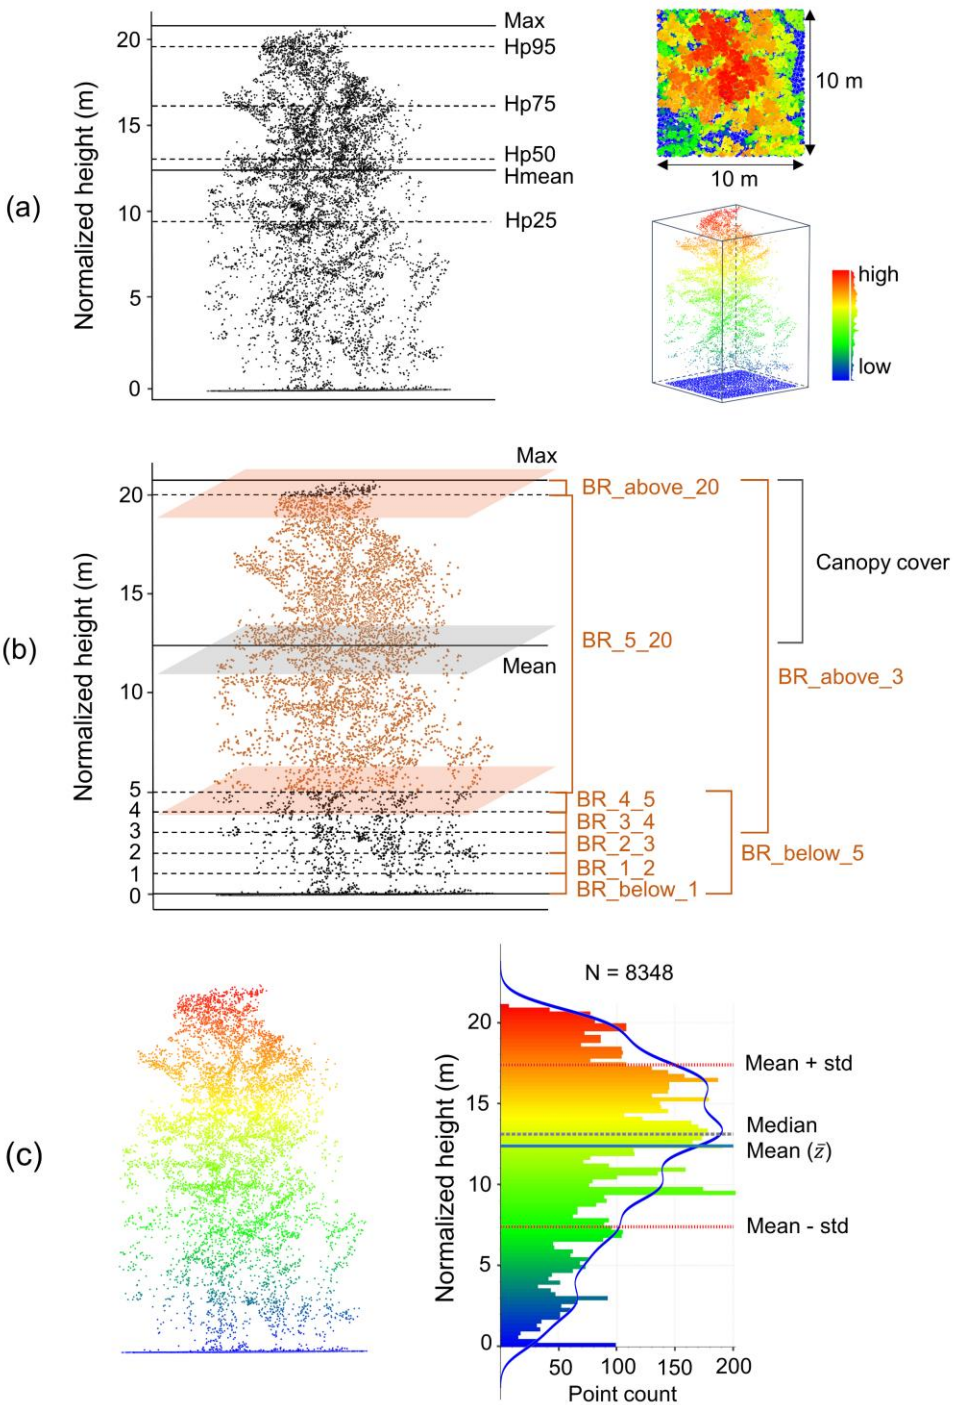 (a)
Normalized height (m)
20
15
10
5
0
Max
Hp95
Hp75
Hp50
Hmean
Hp25
10 m
10 m
high
low
(b)
Normalized height (m)
20
15
10
5
4
3
2
1
0
Max
Mean
BR_above_20
BR_5_20
BR_4_5
BR_3_4
BR_2_3
BR_1_2
BR_below_1
Canopy cover
BR_above_3
BR_below_5
(c)
N = 8348
Normalized height (m)
20
15
10
5
0
Mean + std
Median
Mean (z̄)
Mean - std
50 100 150 200
Point count